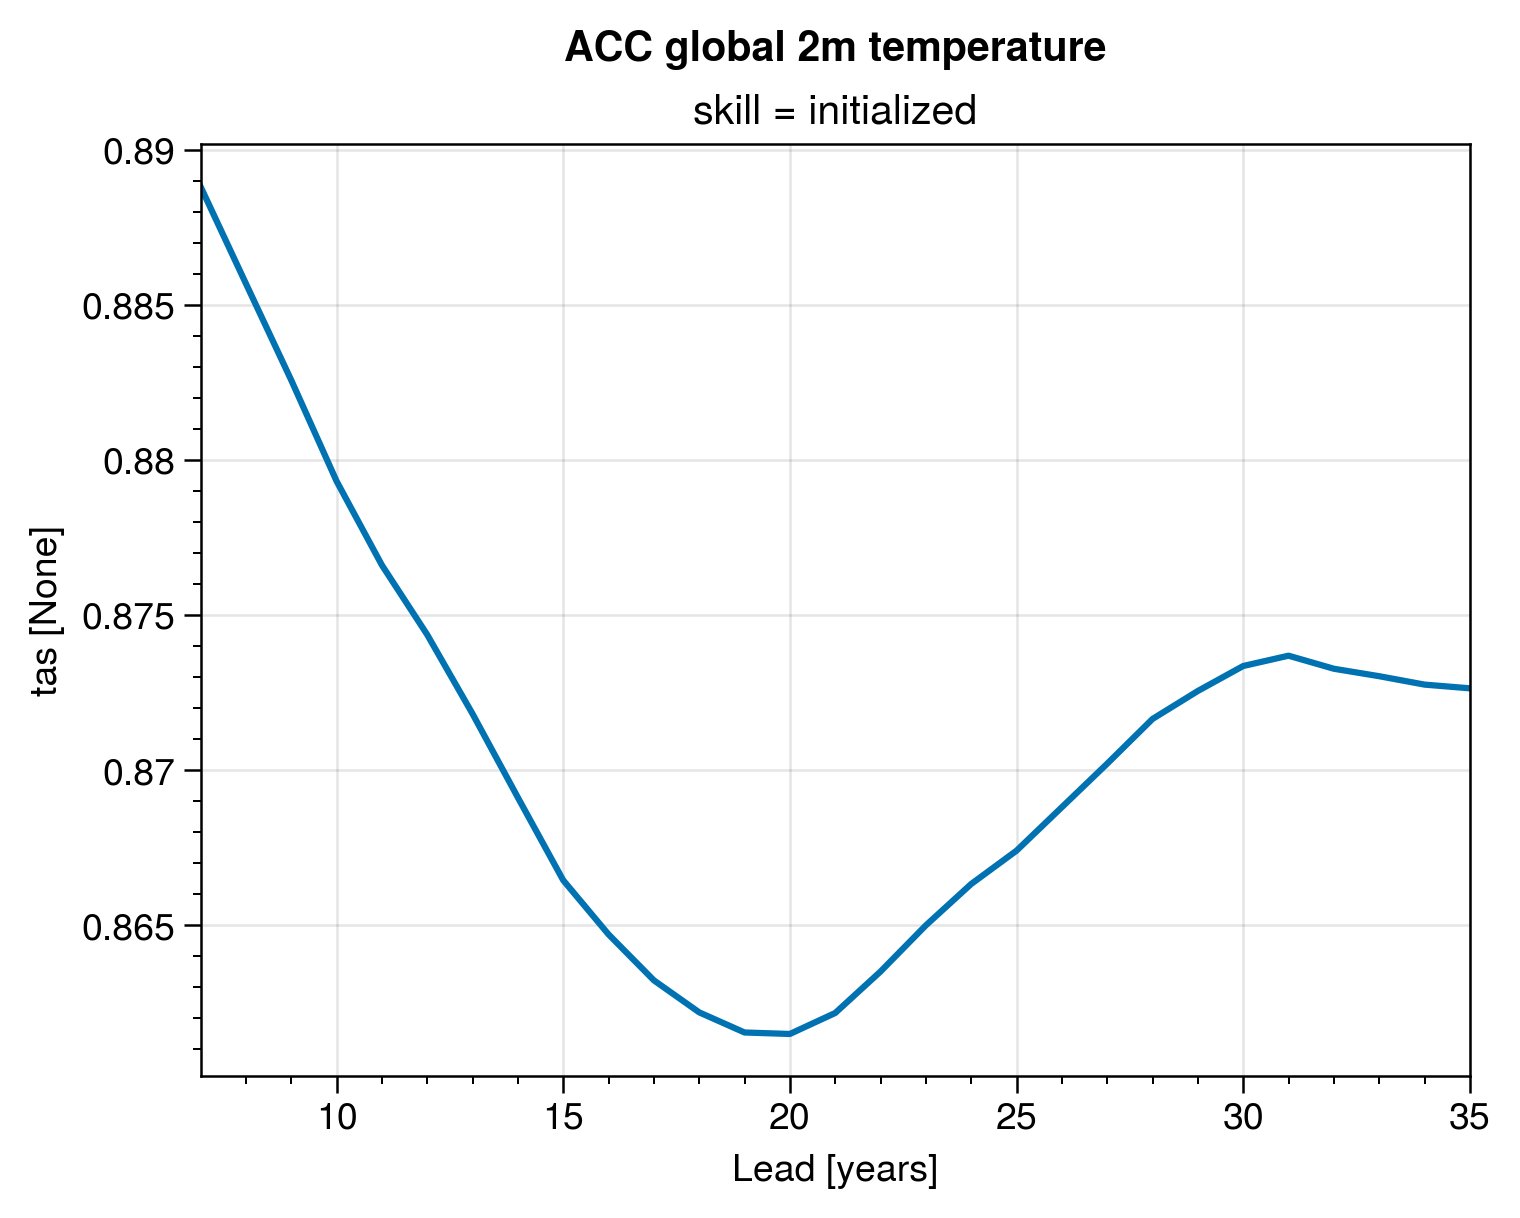 ACC global 2m temperature
skill = initialized
0.89
0.885
0.88
0.875
0.87
0.865
tas [None]
10 15 20 25 30 35
Lead [years]